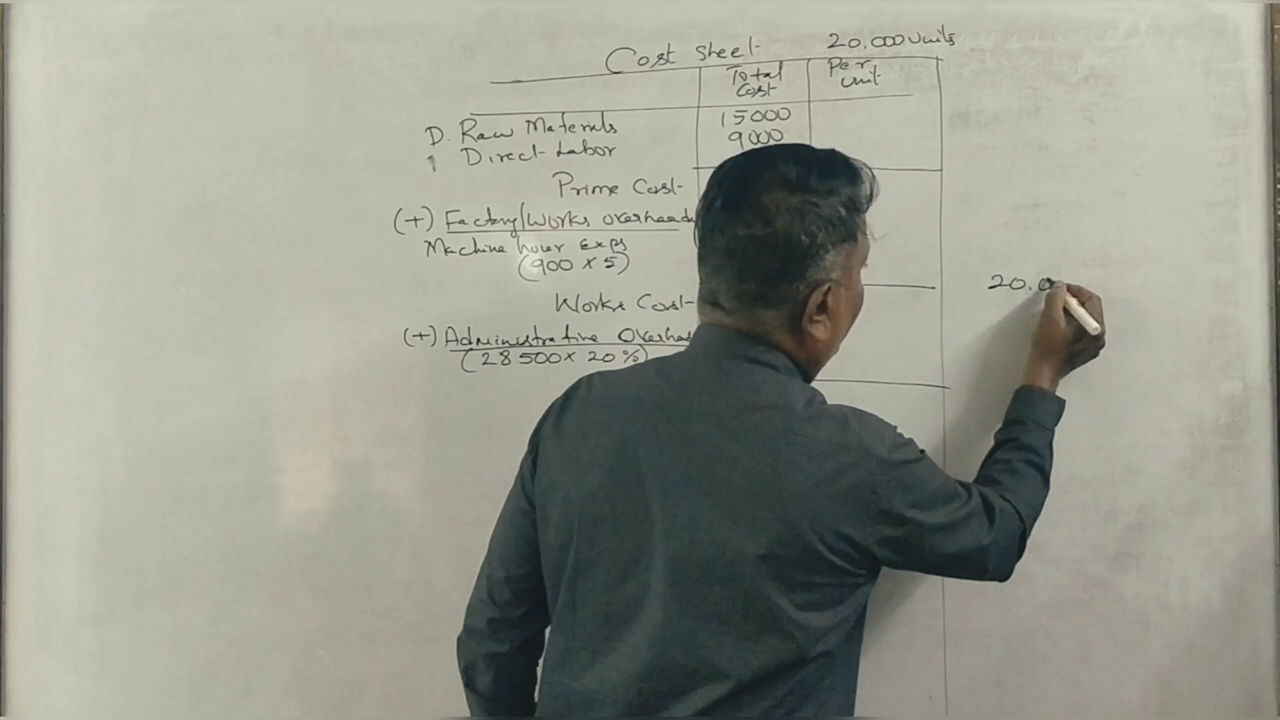 Cost Sheet 20,000 Units
Total Cost Per Unit
D. Raw Materials 15000
Direct Labor 9000
Prime Cost
(+) Factory/Works overheads
Machine hour Exps
(900 X 5)
Works Cost
(+) Administrative Overhea
(28500 X 20%)
20.0